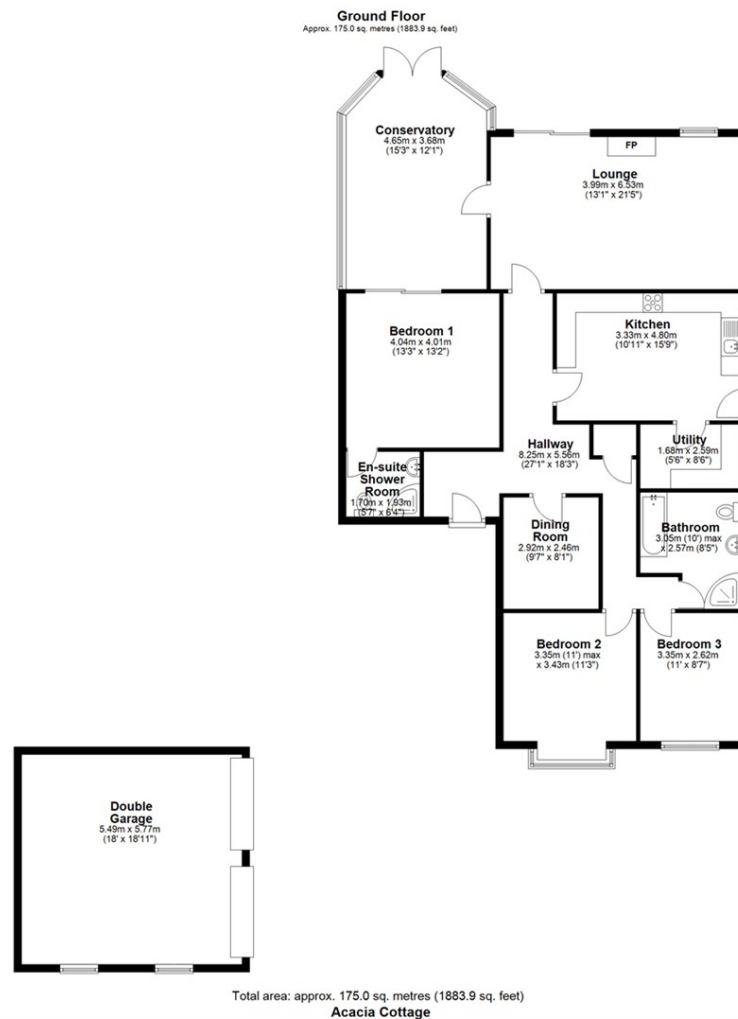 Ground Floor
Approx. 175.0 sq. metres (1883.9 sq. feet)
Conservatory
4.65m x 3.68m
(15'3" x 12'1")
FP
Lounge
3.99m x 6.53m
(13'1" x 21'5")
Bedroom 1
4.04m x 4.01m
(13'3" x 13'2")
Kitchen
3.33m x 4.80m
(10'11" x 15'9")
Hallway
8.25m x 5.56m
(27'1" x 18'3")
Utility
1.68m x 2.59m
(5'6" x 8'6")
En-suite
Shower
Room
1.70m x 1.93m
(5'7" x 6'4")
Dining
Room
2.92m x 2.46m
(9'7" x 8'1")
Bathroom
3.05m (10') max
x 2.57m (8'5")
Bedroom 2
3.35m (11') max
x 3.43m (11'3")
Bedroom 3
3.35m x 2.62m
(11' x 8'7")
Double
Garage
5.49m x 5.77m
(18' x 18'11")
Total area: approx. 175.0 sq. metres (1883.9 sq. feet)
Acacia Cottage